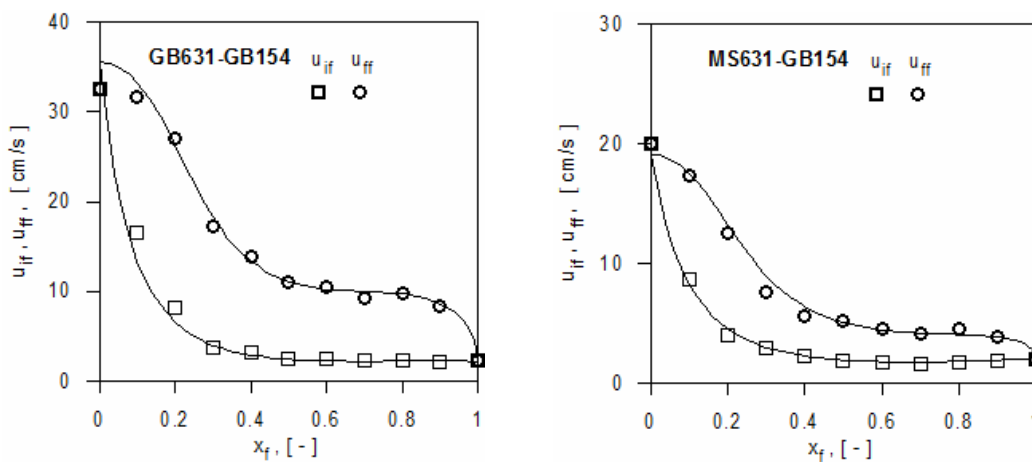 40
30
20
10
0
u_if , u_ff , [ cm/s ]
GB631-GB154
u_if u_ff
0 0.2 0.4 0.6 0.8 1
x_f , [ - ]
30
20
10
0
u_if , u_ff , [ cm/s ]
MS631-GB154
u_if u_ff
0 0.2 0.4 0.6 0.8 1
x_f , [ - ]